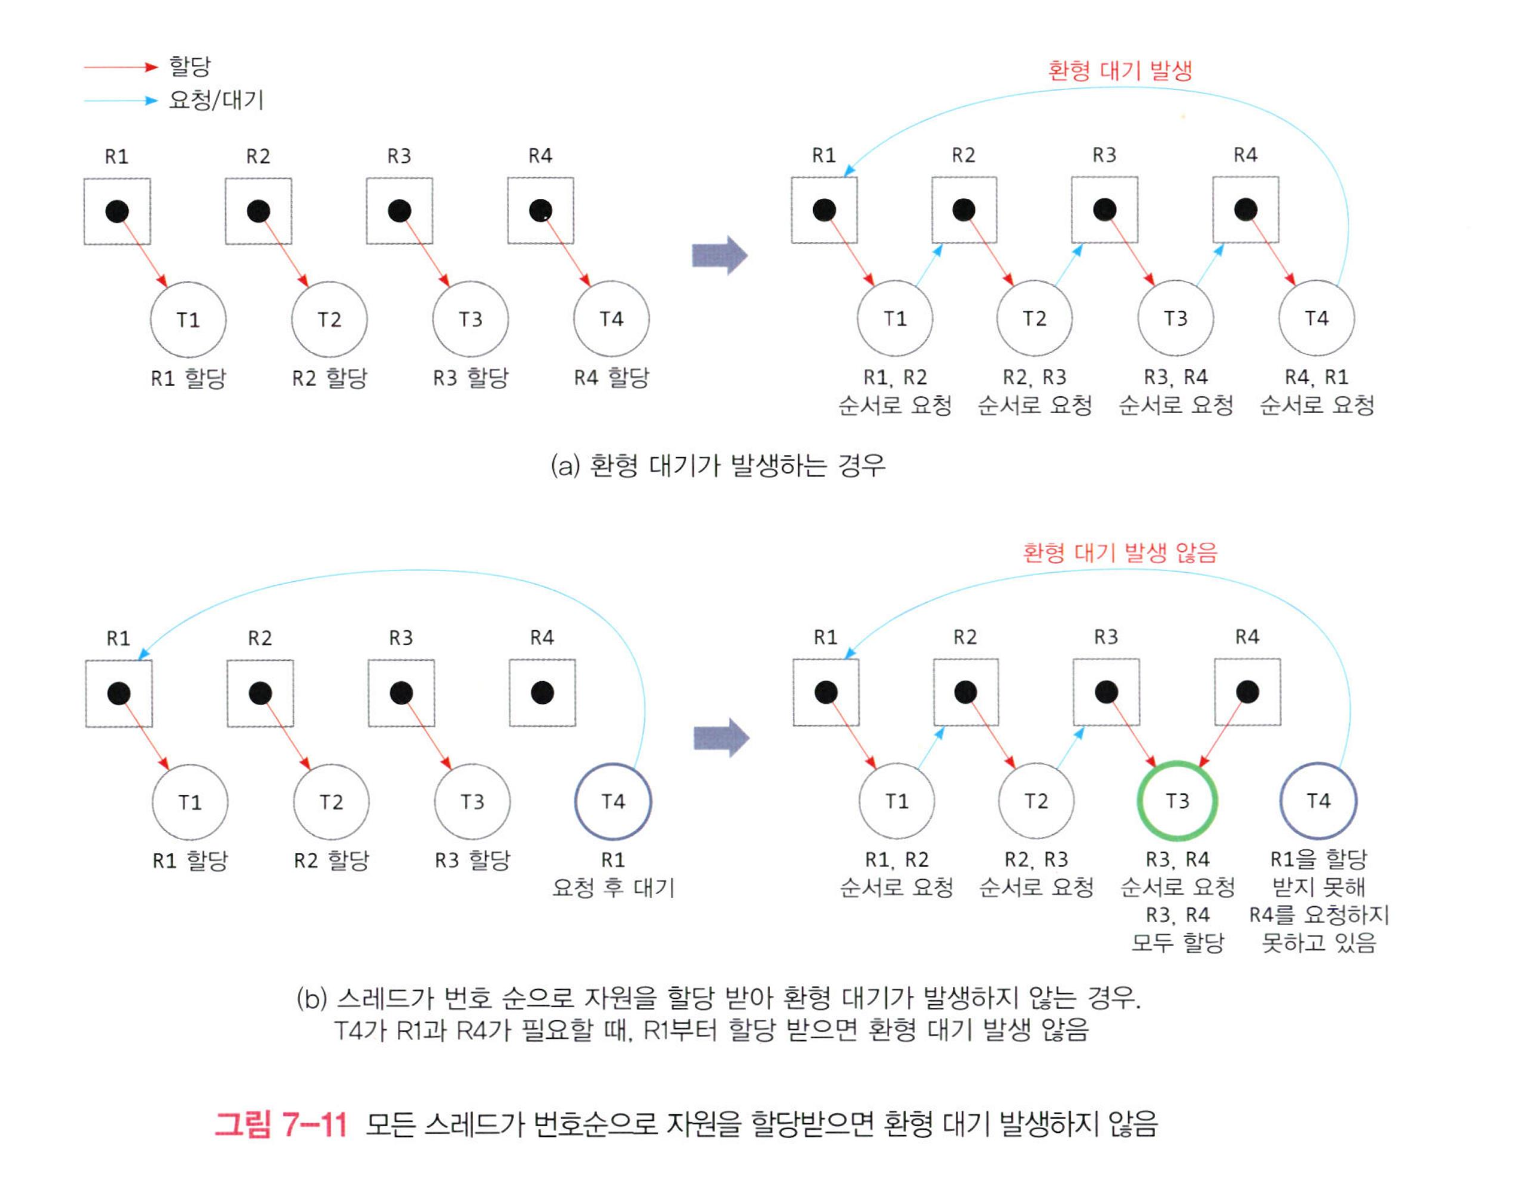 할당
요청/대기
환형 대기 발생
R1
R2
R3
R4
R1
R2
R3
R4
T1
T2
T3
T4
T1
T2
T3
T4
R1 할당
R2 할당
R3 할당
R4 할당
R1, R2
순서로 요청
R2, R3
순서로 요청
R3, R4
순서로 요청
R4, R1
순서로 요청
(a) 환형 대기가 발생하는 경우
환형 대기 발생 않음
R1
R2
R3
R4
R1
R2
R3
R4
T1
T2
T3
T4
T1
T2
T3
T4
R1 할당
R2 할당
R3 할당
R1
요청 후 대기
R1, R2
순서로 요청
R2, R3
순서로 요청
R3, R4
순서로 요청
R3, R4
모두 할당
R1을 할당
받지 못해
R4를 요청하지
못하고 있음
(b) 스레드가 번호 순으로 자원을 할당 받아 환형 대기가 발생하지 않는 경우.
T4가 R1과 R4가 필요할 때, R1부터 할당 받으면 환형 대기 발생 않음
그림 7-11 모든 스레드가 번호순으로 자원을 할당받으면 환형 대기 발생하지 않음